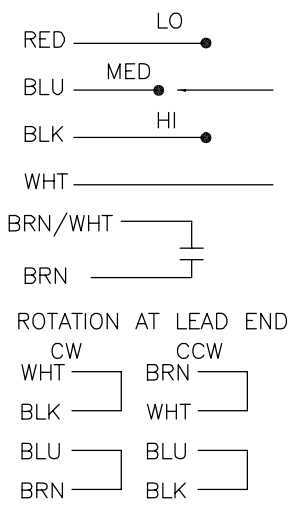 LO
RED
MED
BLU
HI
BLK
WHT
BRN/WHT
BRN
ROTATION AT LEAD END
CW CCW
WHT BRN
BLK WHT
BLU BLU
BRN BLK